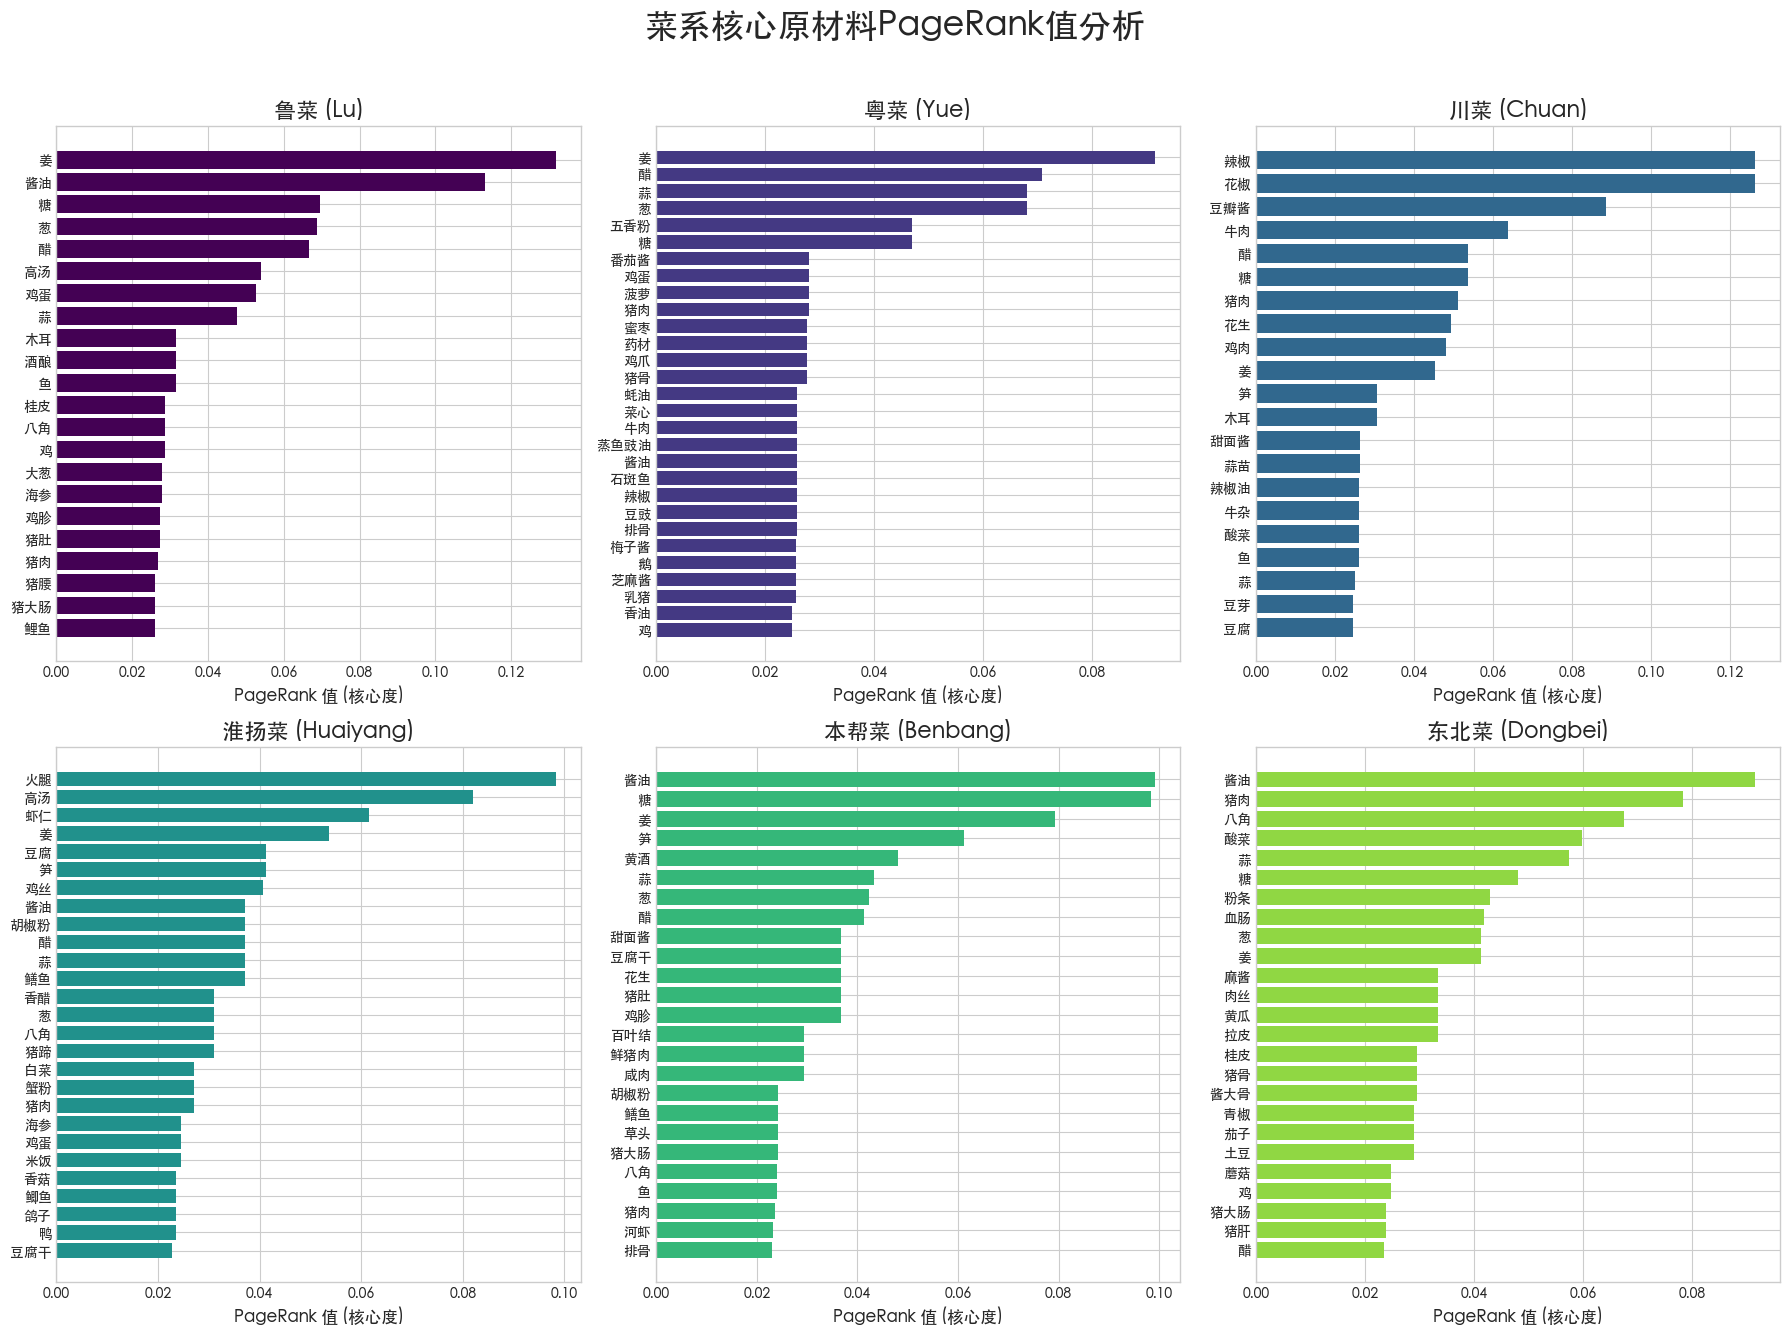 菜系核心原材料PageRank值分析
鲁菜 (Lu)
姜
酱油
糖
葱
醋
高汤
鸡蛋
蒜
木耳
酒酿
鱼
桂皮
八角
鸡
大葱
海参
鸡胗
猪肚
猪肉
猪腰
猪大肠
鲤鱼
0.00 0.02 0.04 0.06 0.08 0.10 0.12
PageRank 值 (核心度)
粤菜 (Yue)
姜
醋
蒜
葱
五香粉
糖
番茄酱
鸡蛋
菠萝
猪肉
蜜枣
药材
鸡爪
猪骨
蚝油
菜心
牛肉
蒸鱼豉油
酱油
石斑鱼
辣椒
豆豉
排骨
梅子酱
鹅
芝麻酱
乳猪
香油
鸡
0.00 0.02 0.04 0.06 0.08
PageRank 值 (核心度)
川菜 (Chuan)
辣椒
花椒
豆瓣酱
牛肉
醋
糖
猪肉
花生
鸡肉
姜
笋
木耳
甜面酱
蒜苗
辣椒油
牛杂
酸菜
鱼
蒜
豆芽
豆腐
0.00 0.02 0.04 0.06 0.08 0.10 0.12
PageRank 值 (核心度)
淮扬菜 (Huaiyang)
火腿
高汤
虾仁
姜
豆腐
笋
鸡丝
酱油
胡椒粉
醋
蒜
鳝鱼
香醋
葱
八角
猪蹄
白菜
蟹粉
猪肉
海参
鸡蛋
米饭
香菇
鲫鱼
鸽子
鸭
豆腐干
0.00 0.02 0.04 0.06 0.08 0.10
PageRank 值 (核心度)
本帮菜 (Benbang)
酱油
糖
姜
笋
黄酒
蒜
葱
醋
甜面酱
豆腐干
花生
猪肚
鸡胗
百叶结
鲜猪肉
咸肉
胡椒粉
鳝鱼
草头
猪大肠
八角
鱼
猪肉
河虾
排骨
0.00 0.02 0.04 0.06 0.08 0.10
PageRank 值 (核心度)
东北菜 (Dongbei)
酱油
猪肉
八角
酸菜
蒜
糖
粉条
血肠
葱
姜
麻酱
肉丝
黄瓜
拉皮
桂皮
猪骨
酱大骨
青椒
茄子
土豆
蘑菇
鸡
猪大肠
猪肝
醋
0.00 0.02 0.04 0.06 0.08
PageRank 值 (核心度)